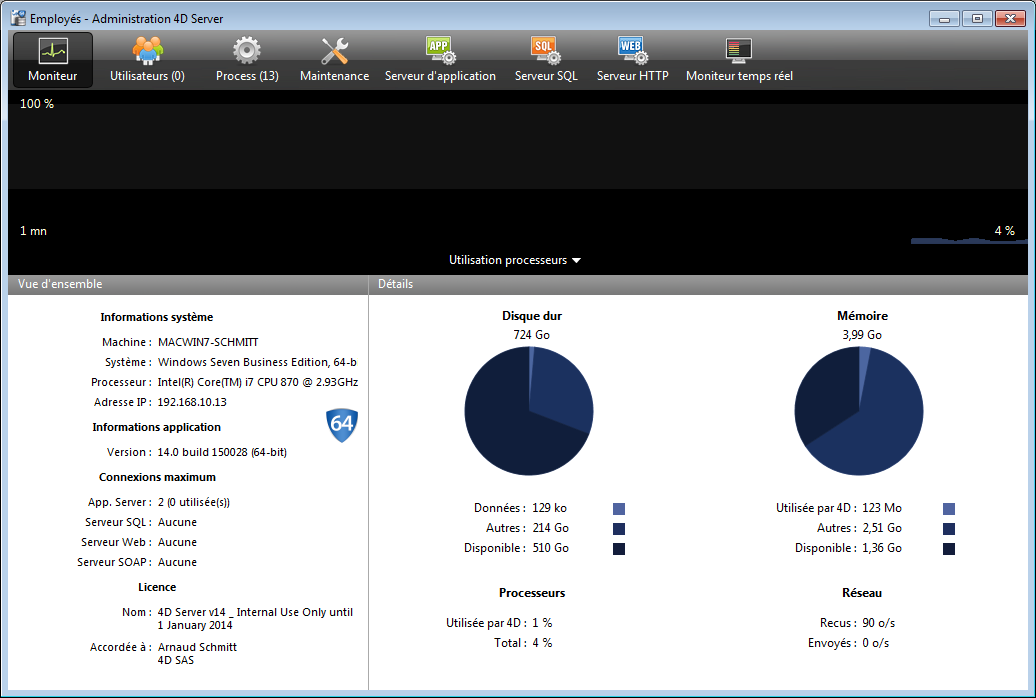 Employés - Administration 4D Server
APP
SQL
WEB
Moniteur
Utilisateurs (0)
Process (13)
Maintenance
Serveur d'application
Serveur SQL
Serveur HTTP
Moniteur temps réel
100 %
1 mn
4 %
Utilisation processeurs
Vue d'ensemble
Informations système
Machine : MACWIN7-SCHMITT
Système : Windows Seven Business Edition, 64-b
Processeur : Intel(R) Core(TM) i7 CPU 870 @ 2.93GHz
Adresse IP : 192.168.10.13
64
Informations application
Version : 14.0 build 150028 (64-bit)
Connexions maximum
App. Server : 2 (0 utilisée(s))
Serveur SQL : Aucune
Serveur Web : Aucune
Serveur SOAP : Aucune
Licence
Nom : 4D Server v14 _ Internal Use Only until
1 January 2014
Accordée à : Arnaud Schmitt
4D SAS
Détails
Disque dur
724 Go
Données : 129 ko
Autres : 214 Go
Disponible : 510 Go
Mémoire
3,99 Go
Utilisée par 4D : 123 Mo
Autres : 2,51 Go
Disponible : 1,36 Go
Processeurs
Utilisée par 4D : 1 %
Total : 4 %
Réseau
Recus : 90 o/s
Envoyés : 0 o/s